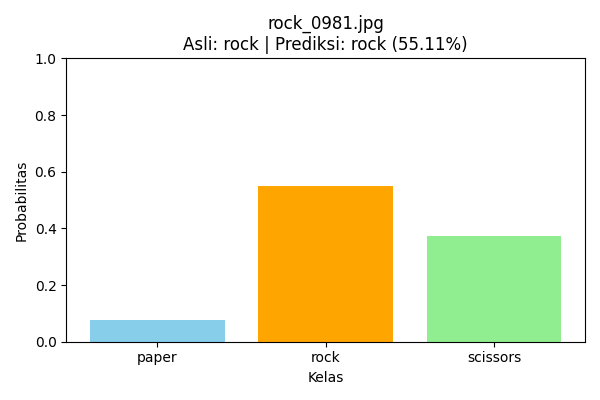 rock_0981.jpg
Asli: rock | Prediksi: rock (55.11%)
1.0
0.8
0.6
0.4
0.2
0.0
Probabilitas
paper
rock
scissors
Kelas